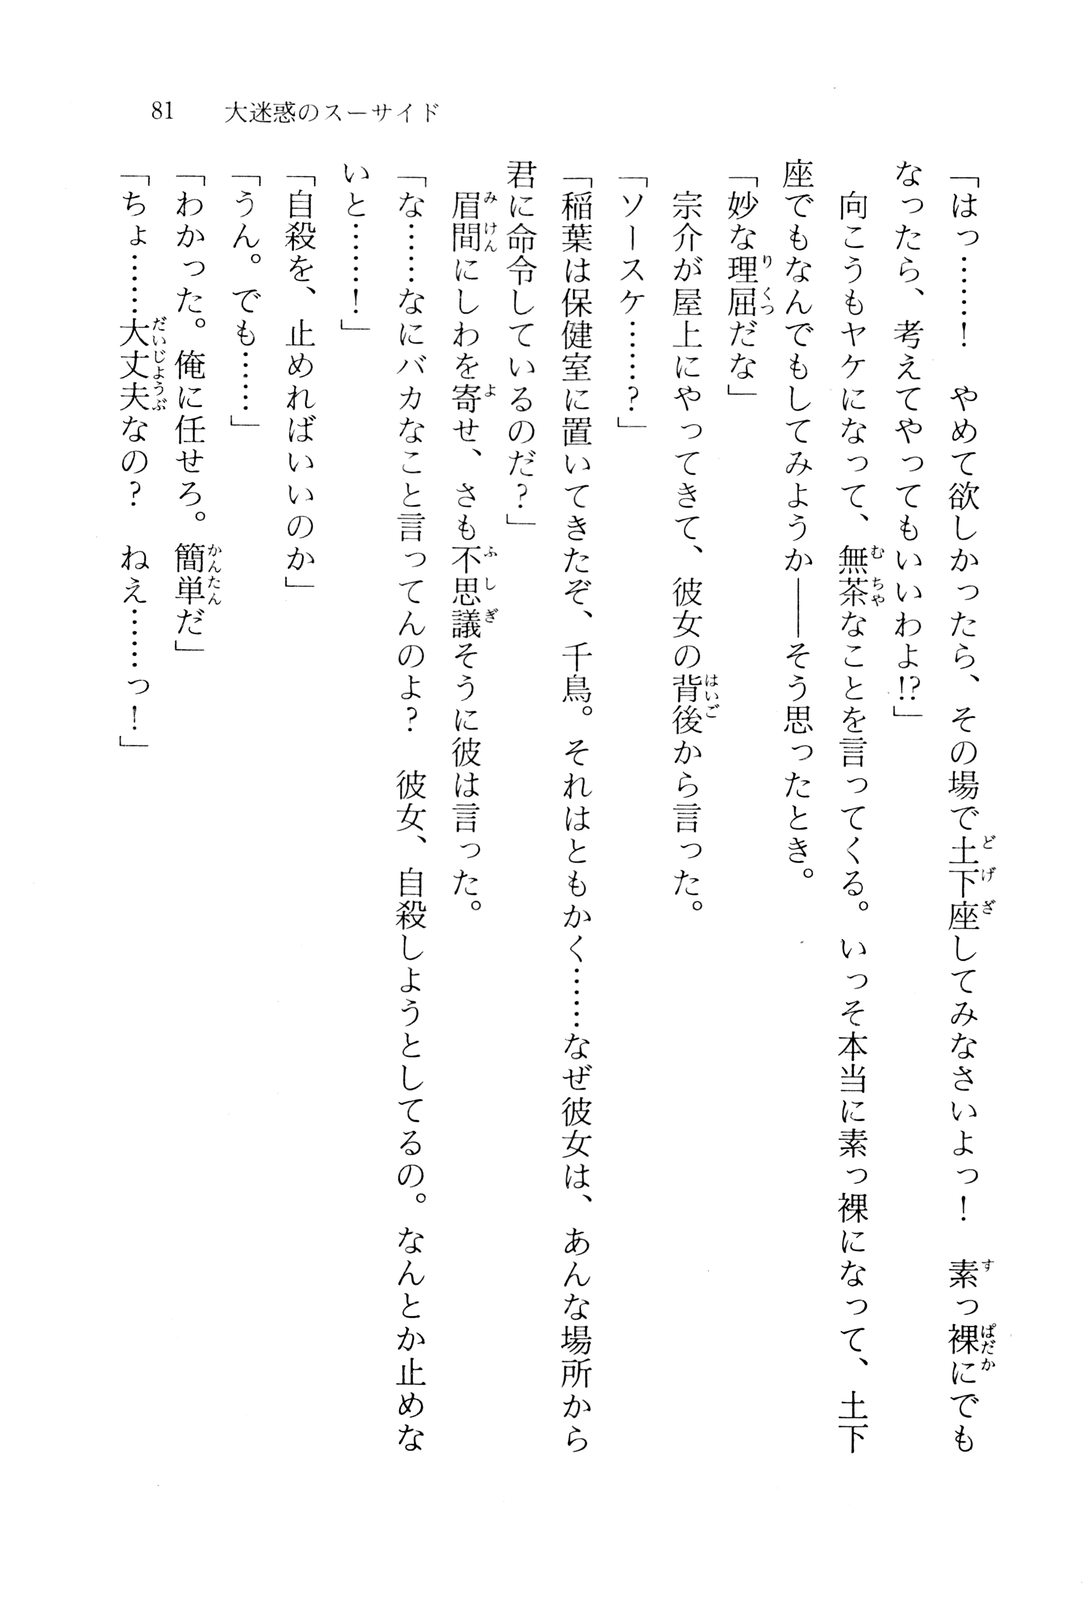 81　大迷惑のスーサイド
「はっ……！　やめて欲しかったら、その場で土下座してみなさいよっ！　素っ裸にでも
なったら、考えてやってもいいわよ!?」
　向こうもヤケになって、無茶なことを言ってくる。いっそ本当に素っ裸になって、土下
座でもなんでもしてみようか――そう思ったとき。
「妙な理屈だな」
　宗介が屋上にやってきて、彼女の背後から言った。
「ソースケ……？」
「稲葉は保健室に置いてきたぞ、千鳥。それはともかく……なぜ彼女は、あんな場所から
君に命令しているのだ？」
　眉間にしわを寄せ、さも不思議そうに彼は言った。
「な……なにバカなこと言ってんのよ？　彼女、自殺しようとしてるの。なんとか止めな
いと……！」
「自殺を、止めればいいのか」
「うん。でも……」
「わかった。俺に任せろ。簡単だ」
「ちょ……大丈夫なの？　ねえ……っ！」